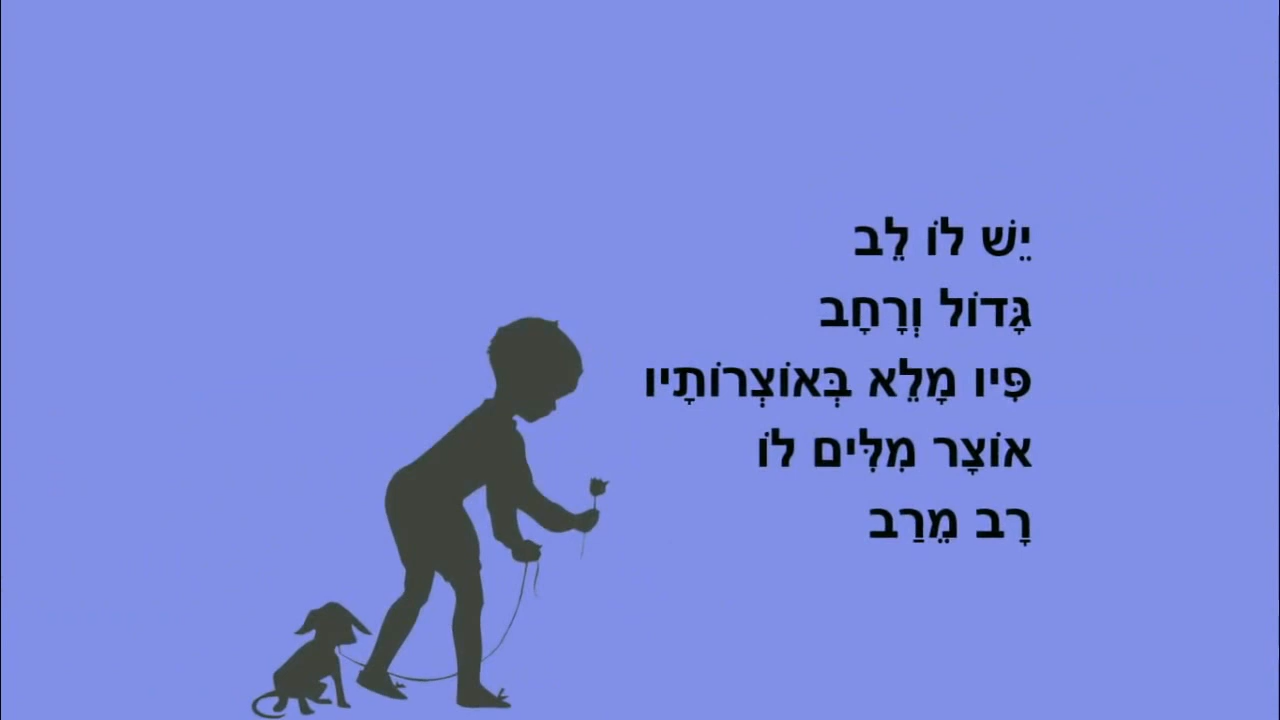 יֵשׁ לוֹ לֵב
גָּדוֹל וְרָחָב
פִּיו מָלֵא בְּאוֹצְרוֹתָיו
אוֹצָר מִלִּים לוֹ
רָב מֵרַב